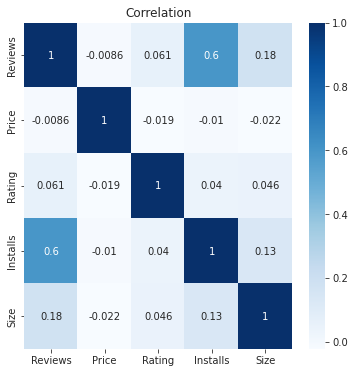 Correlation
Reviews 1 -0.0086 0.061 0.6 0.18
Price -0.0086 1 -0.019 -0.01 -0.022
Rating 0.061 -0.019 1 0.04 0.046
Installs 0.6 -0.01 0.04 1 0.13
Size 0.18 -0.022 0.046 0.13 1
Reviews Price Rating Installs Size
1.0
0.8
0.6
0.4
0.2
0.0